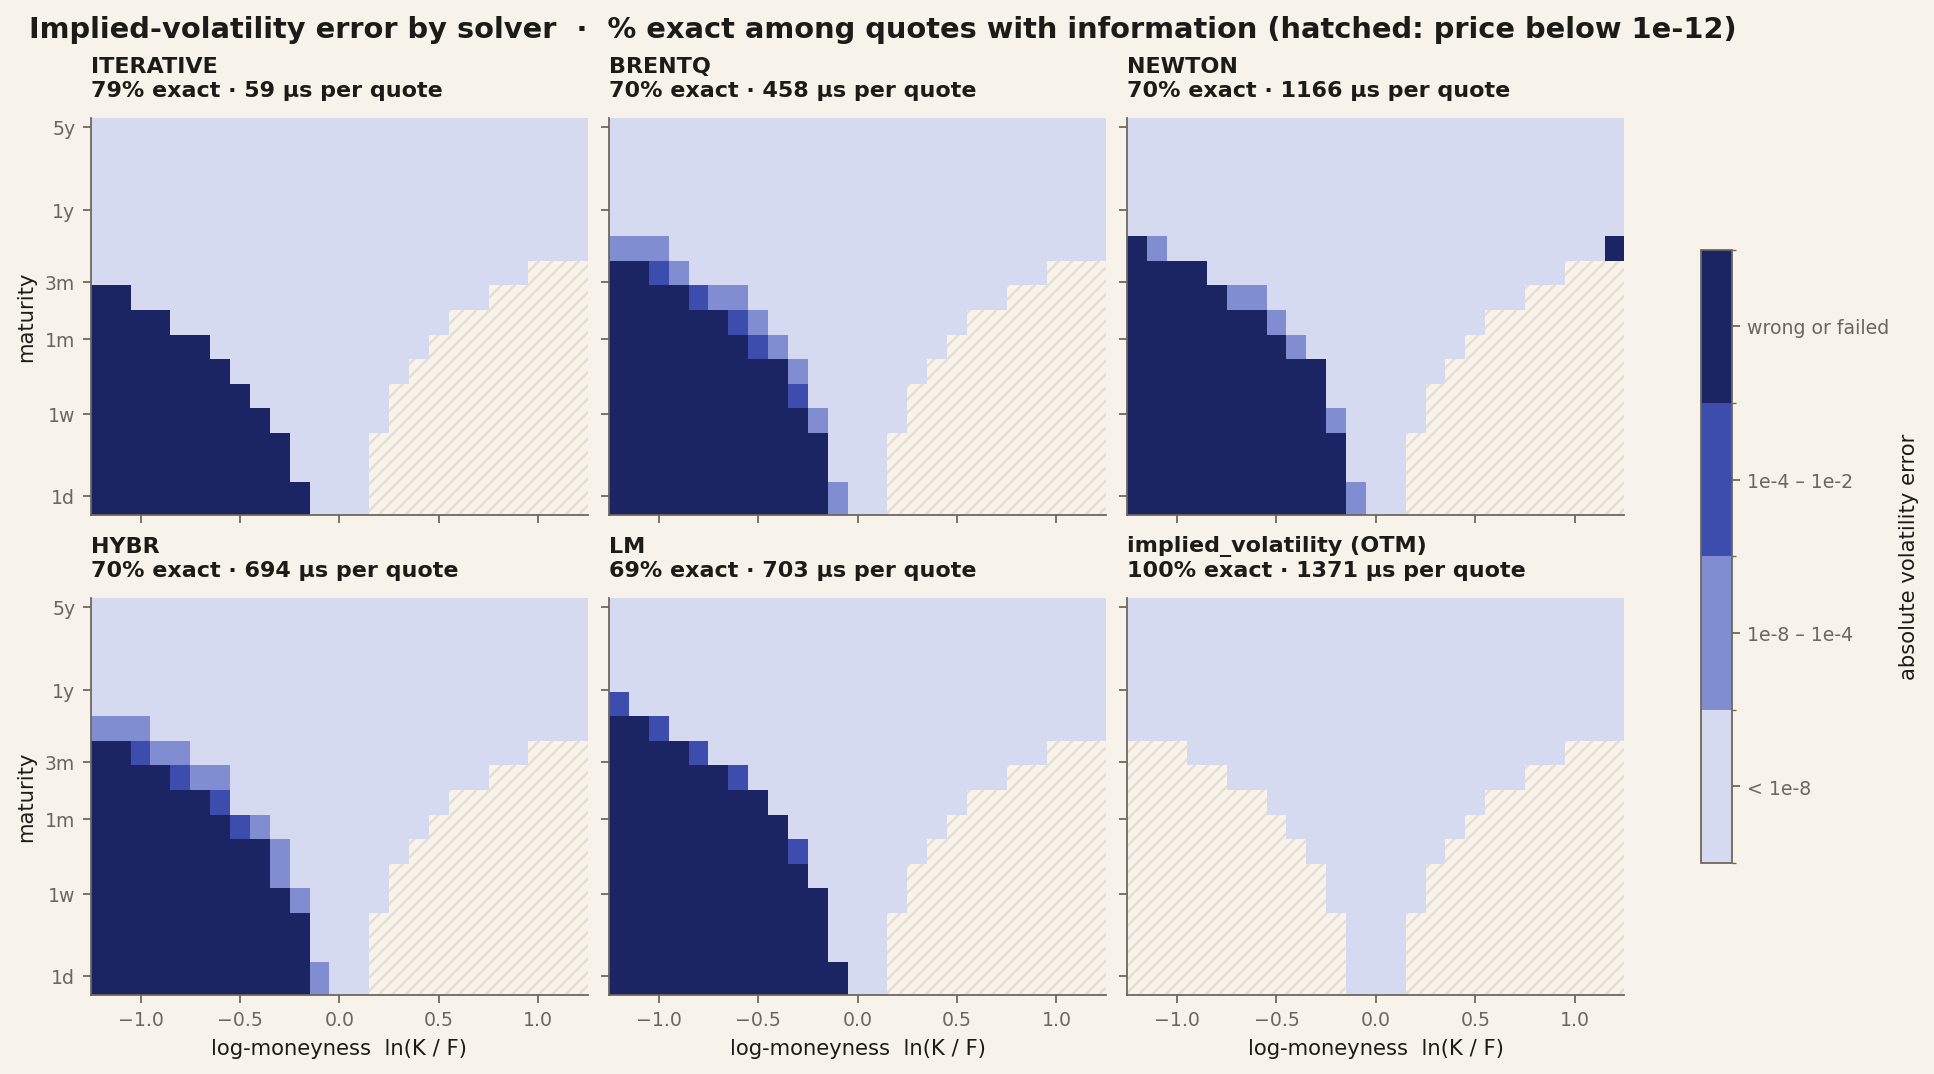 Implied-volatility error by solver · % exact among quotes with information (hatched: price below 1e-12)
ITERATIVE
79% exact · 59 µs per quote
BRENTQ
70% exact · 458 µs per quote
NEWTON
70% exact · 1166 µs per quote
5y
1y
3m
1m
1w
1d
maturity
HYBR
70% exact · 694 µs per quote
LM
69% exact · 703 µs per quote
implied_volatility (OTM)
100% exact · 1371 µs per quote
5y
1y
3m
1m
1w
1d
maturity
−1.0 −0.5 0.0 0.5 1.0
log-moneyness ln(K / F)
−1.0 −0.5 0.0 0.5 1.0
log-moneyness ln(K / F)
−1.0 −0.5 0.0 0.5 1.0
log-moneyness ln(K / F)
wrong or failed
1e-4 – 1e-2
1e-8 – 1e-4
< 1e-8
absolute volatility error